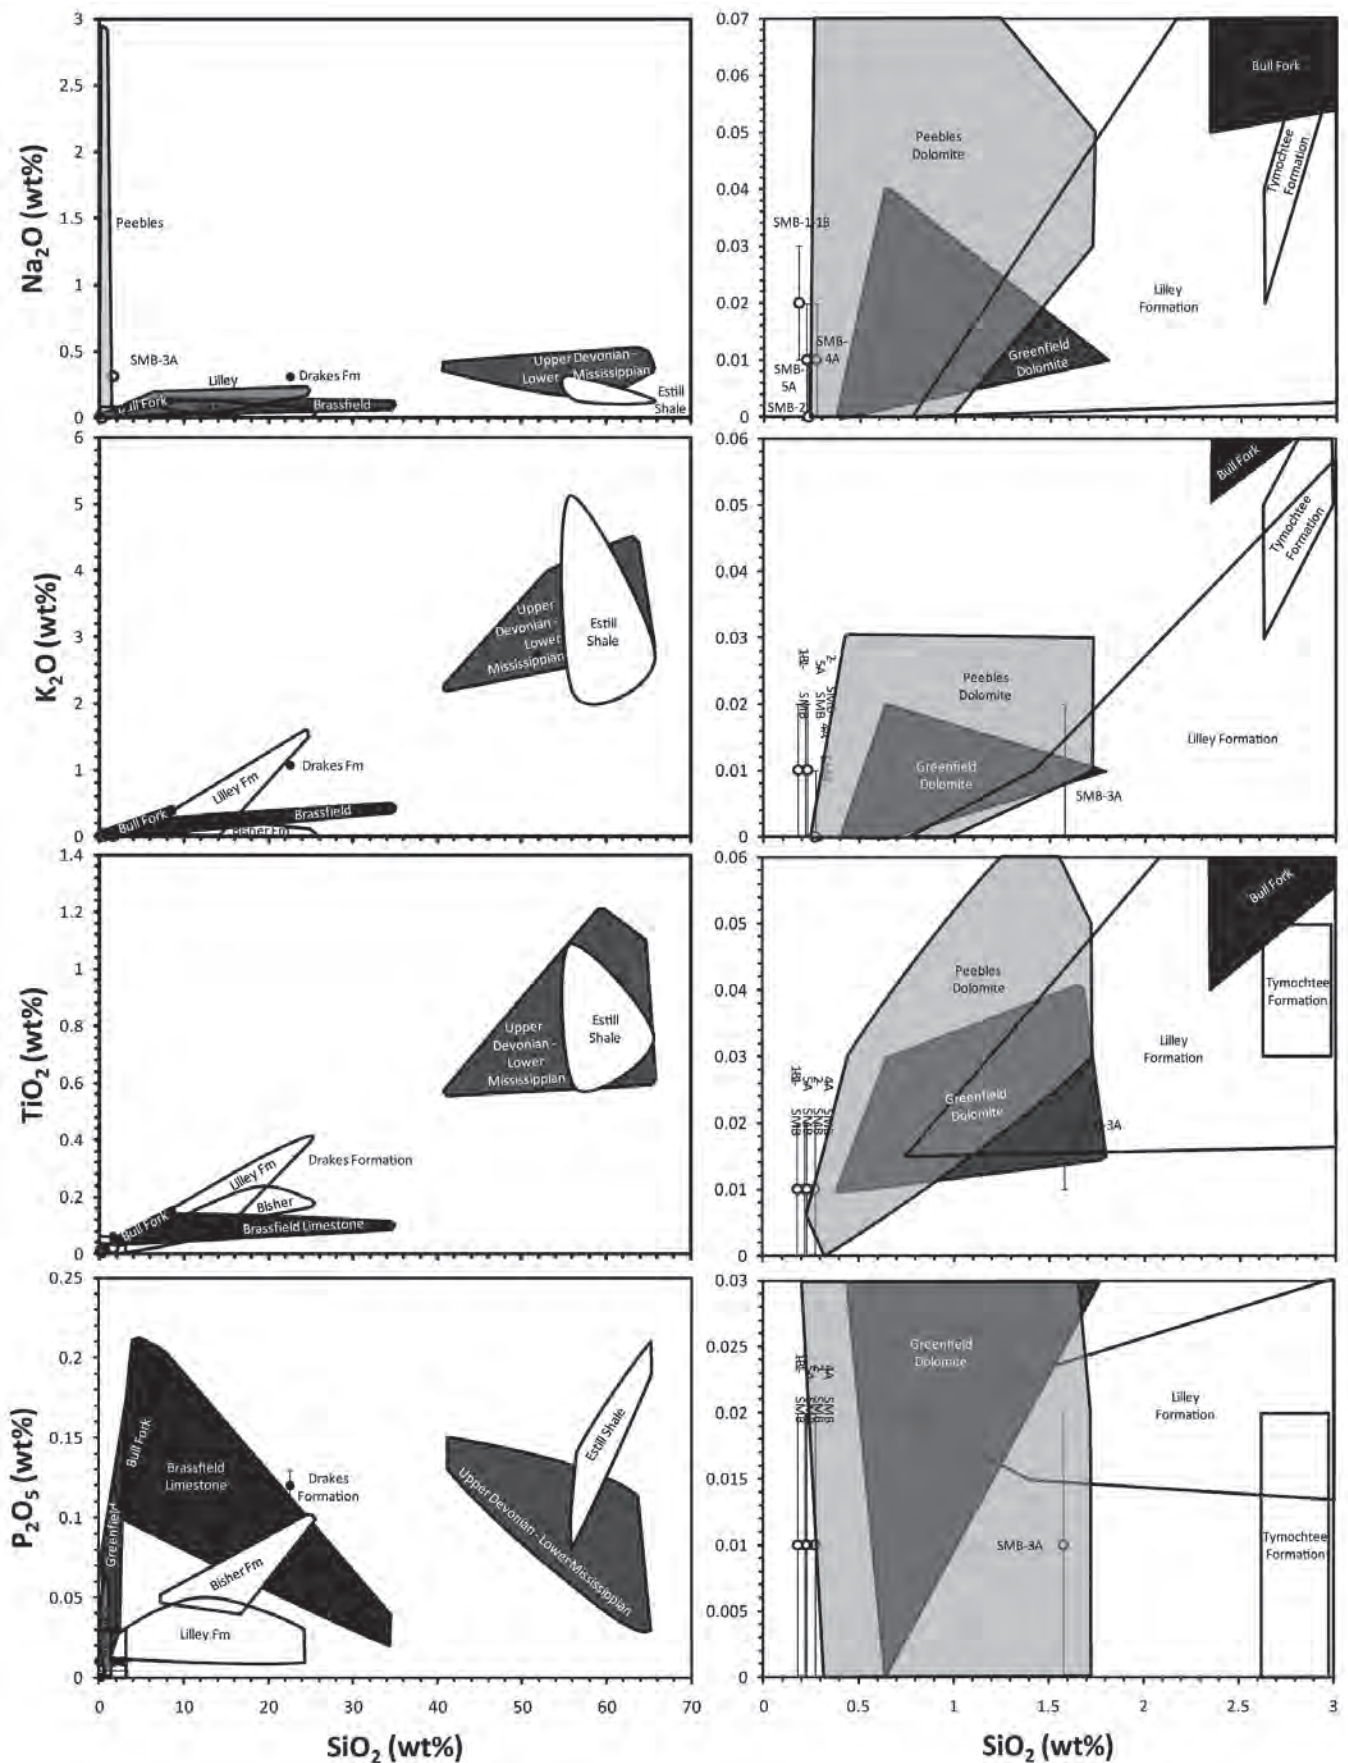 3
2.5
2
1.5
1
0.5
0
Na2O (wt%)
Peebles
SMB-3A
Lilley
Drakes Fm
Bull Fork
Brassfield
Upper Devonian -
Lower Mississippian
Estill
Shale
0.07
0.06
0.05
0.04
0.03
0.02
0.01
0
Bull Fork
Peebles
Dolomite
Tymochtee
Formation
SMB-1-1B
Lilley
Formation
SMB-
4A
Greenfield
Dolomite
SMB-
5A
SMB-2
SiO2 (wt%)
6
5
4
3
2
1
0
K2O (wt%)
Upper
Devonian -
Lower
Mississippian
Estill
Shale
Drakes Fm
Lilley Fm
Bull Fork
Brassfield
Bisher Fm
0.06
0.05
0.04
0.03
0.02
0.01
0
Bull Fork
Tymochtee
Formation
Peebles
Dolomite
Lilley Formation
Greenfield
Dolomite
SMB-3A
1.4
1.2
1
0.8
0.6
0.4
0.2
0
TiO2 (wt%)
Upper
Devonian -
Lower
Mississippian
Estill
Shale
Drakes Formation
Lilley Fm
Bisher
Bull Fork
Brassfield Limestone
0.06
0.05
0.04
0.03
0.02
0.01
0
Bull Fork
Peebles
Dolomite
Tymochtee
Formation
Lilley
Formation
Greenfield
Dolomite
-3A
0.25
0.2
0.15
0.1
0.05
0
P2O5 (wt%)
Bull Fork
Brassfield
Limestone
Drakes
Formation
Greenfield
Bisher Fm
Lilley Fm
Estill Shale
Upper Devonian - Lower Mississippian
0 10 20 30 40 50 60 70
SiO2 (wt%)
0.03
0.025
0.02
0.015
0.01
0.005
0
Greenfield
Dolomite
Lilley
Formation
SMB-3A
Tymochtee
Formation
0 0.5 1 1.5 2 2.5 3
SiO2 (wt%)